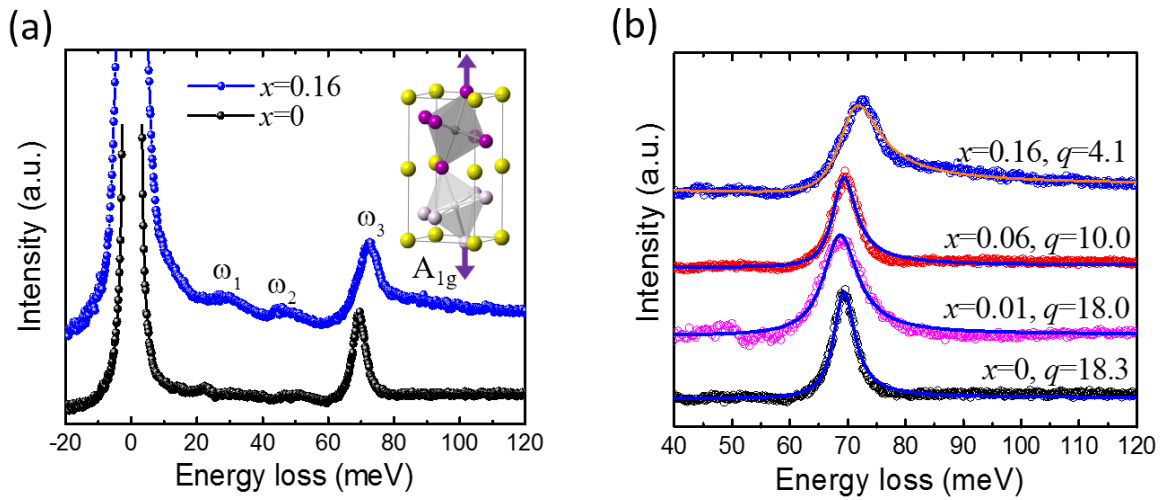 (a)
Intensity (a.u.)
x=0.16
x=0
ω1
ω2
ω3
A1g
-20 0 20 40 60 80 100 120
Energy loss (meV)
(b)
Intensity (a.u.)
x=0.16, q=4.1
x=0.06, q=10.0
x=0.01, q=18.0
x=0, q=18.3
40 50 60 70 80 90 100 110 120
Energy loss (meV)